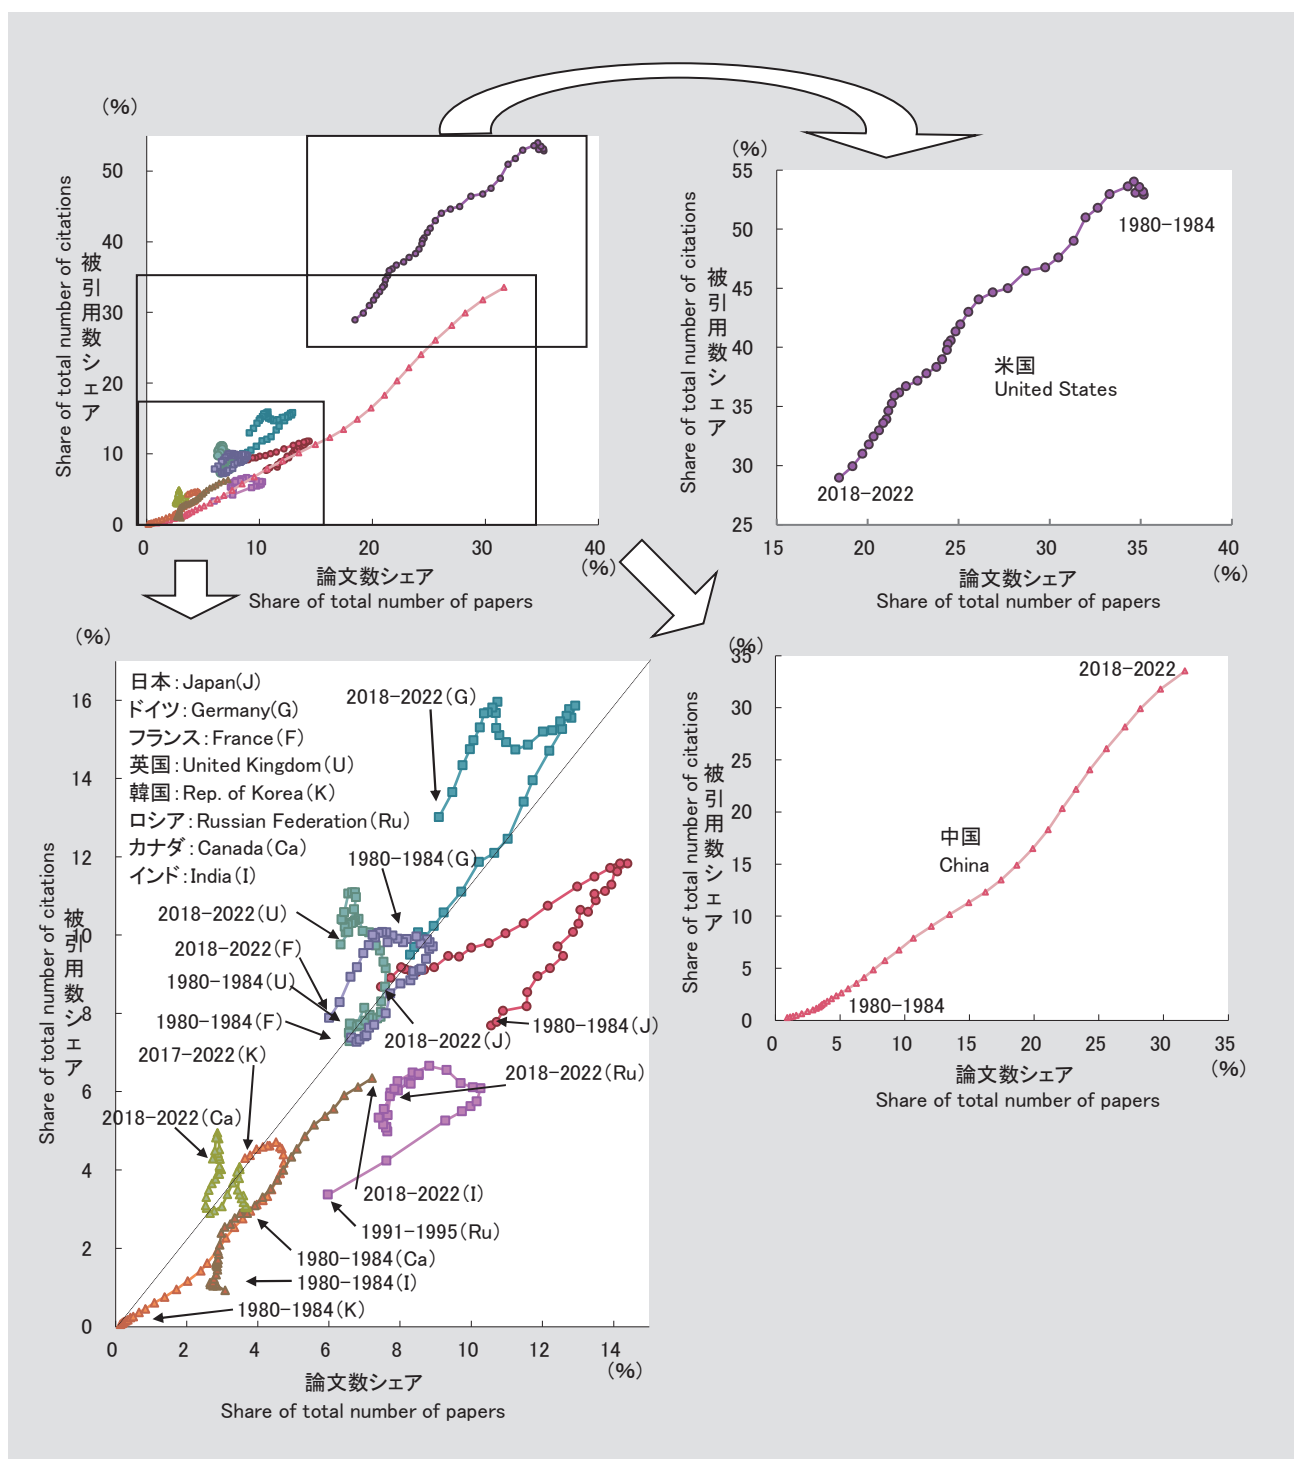 (%)
50
40
30
20
10
0
0 10 20 30 40
(%)
被引用数シェア
Share of total number of citations
論文数シェア
Share of total number of papers
(%)
55
50
45
40
35
30
25
15 20 25 30 35 40
(%)
被引用数シェア
Share of total number of citations
1980-1984
米国
United States
2018-2022
論文数シェア
Share of total number of papers
(%)
16
14
12
10
8
6
4
2
0
0 2 4 6 8 10 12 14
(%)
被引用数シェア
Share of total number of citations
日本:Japan(J)
ドイツ:Germany(G)
フランス:France(F)
英国:United Kingdom(U)
韓国:Rep. of Korea(K)
ロシア:Russian Federation(Ru)
カナダ:Canada(Ca)
インド:India(I)
2018-2022(G)
1980-1984(G)
2018-2022(U)
2018-2022(F)
1980-1984(U)
1980-1984(F)
2017-2022(K)
2018-2022(Ca)
1980-1984(J)
2018-2022(J)
2018-2022(Ru)
2018-2022(I)
1991-1995(Ru)
1980-1984(Ca)
1980-1984(I)
1980-1984(K)
論文数シェア
Share of total number of papers
(%)
35
30
25
20
15
10
5
0
0 5 10 15 20 25 30 35
(%)
被引用数シェア
Share of total number of citations
2018-2022
中国
China
1980-1984
論文数シェア
Share of total number of papers